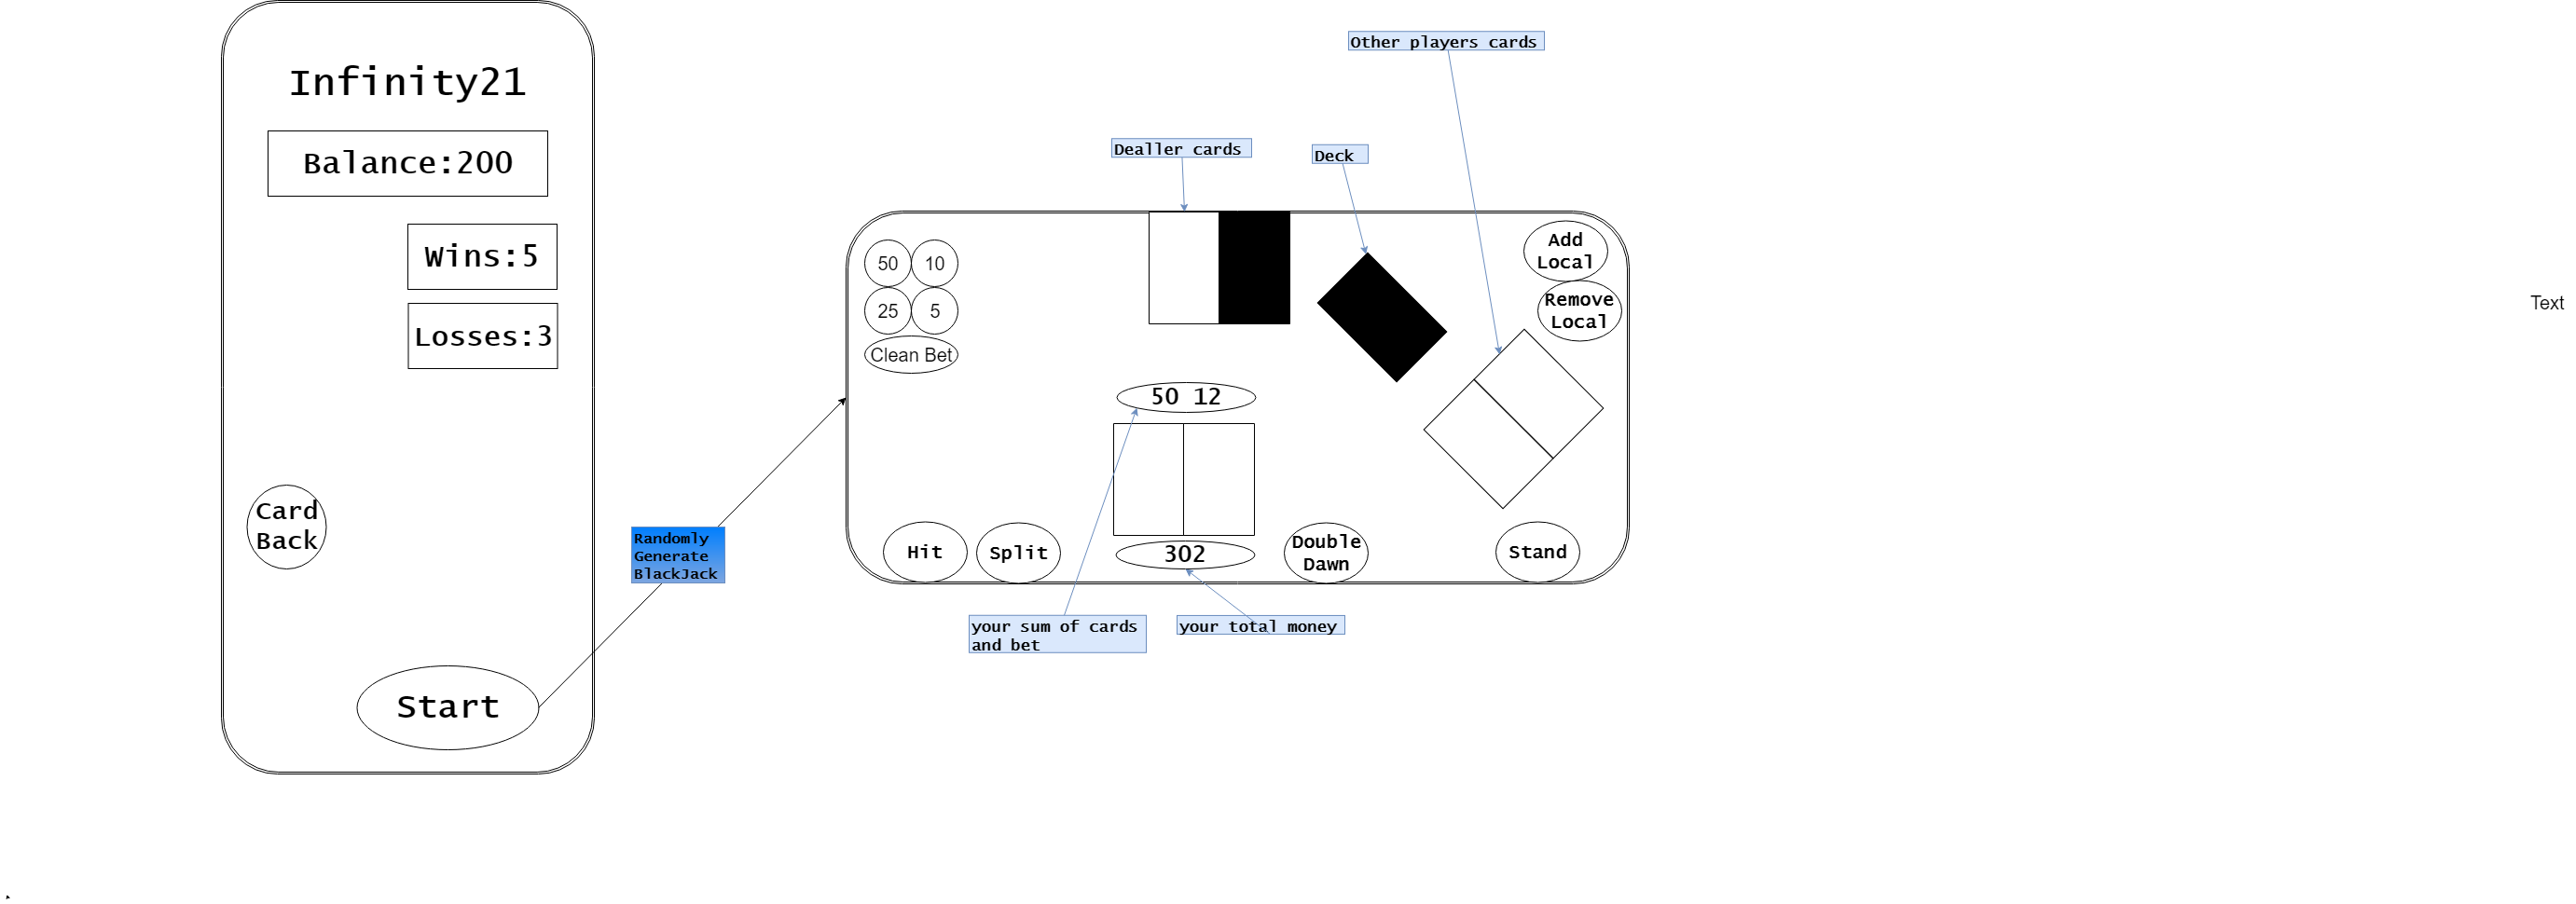 Infinity21
Balance:200
Wins:5
Losses:3
Card
Back
Start
Randomly
Generate
BlackJack
Other players cards
Dealler cards
Deck
50
10
25
5
Clean Bet
Add
Local
Remove
Local
50 12
302
Hit
Split
Double
Dawn
Stand
your sum of cards
and bet
your total money
Text